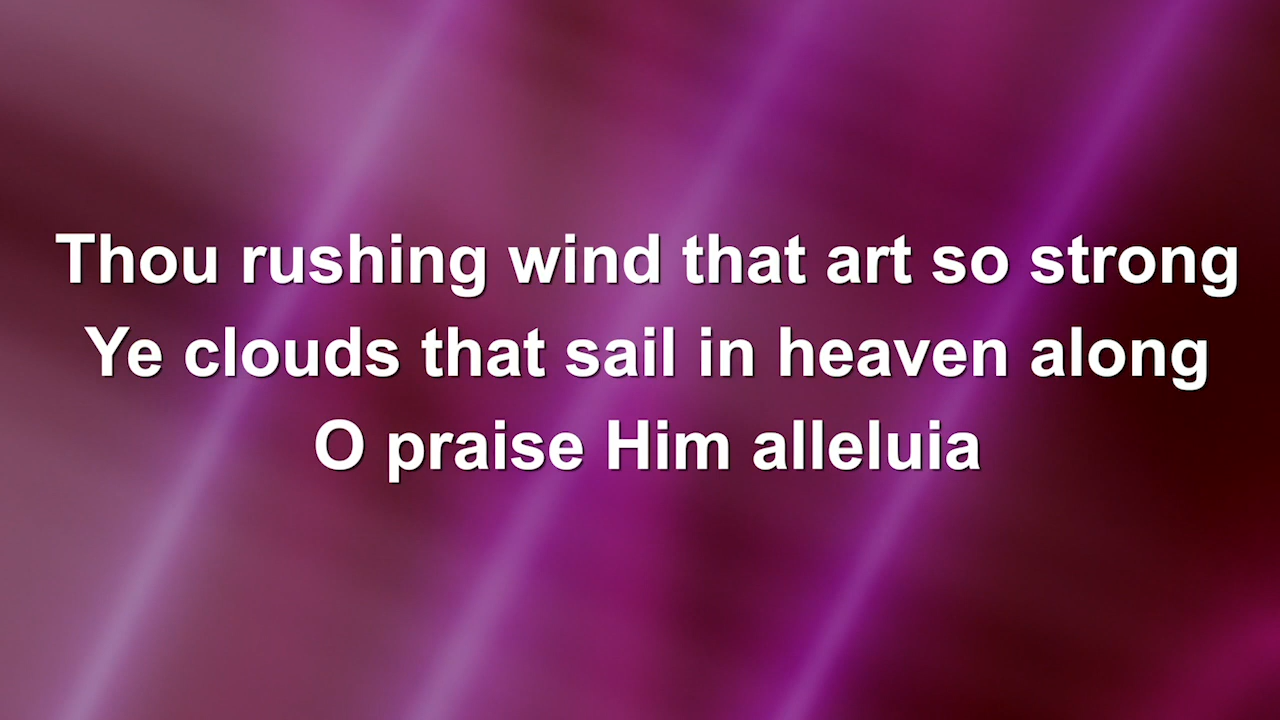 Thou rushing wind that art so strong
Ye clouds that sail in heaven along
O praise Him alleluia